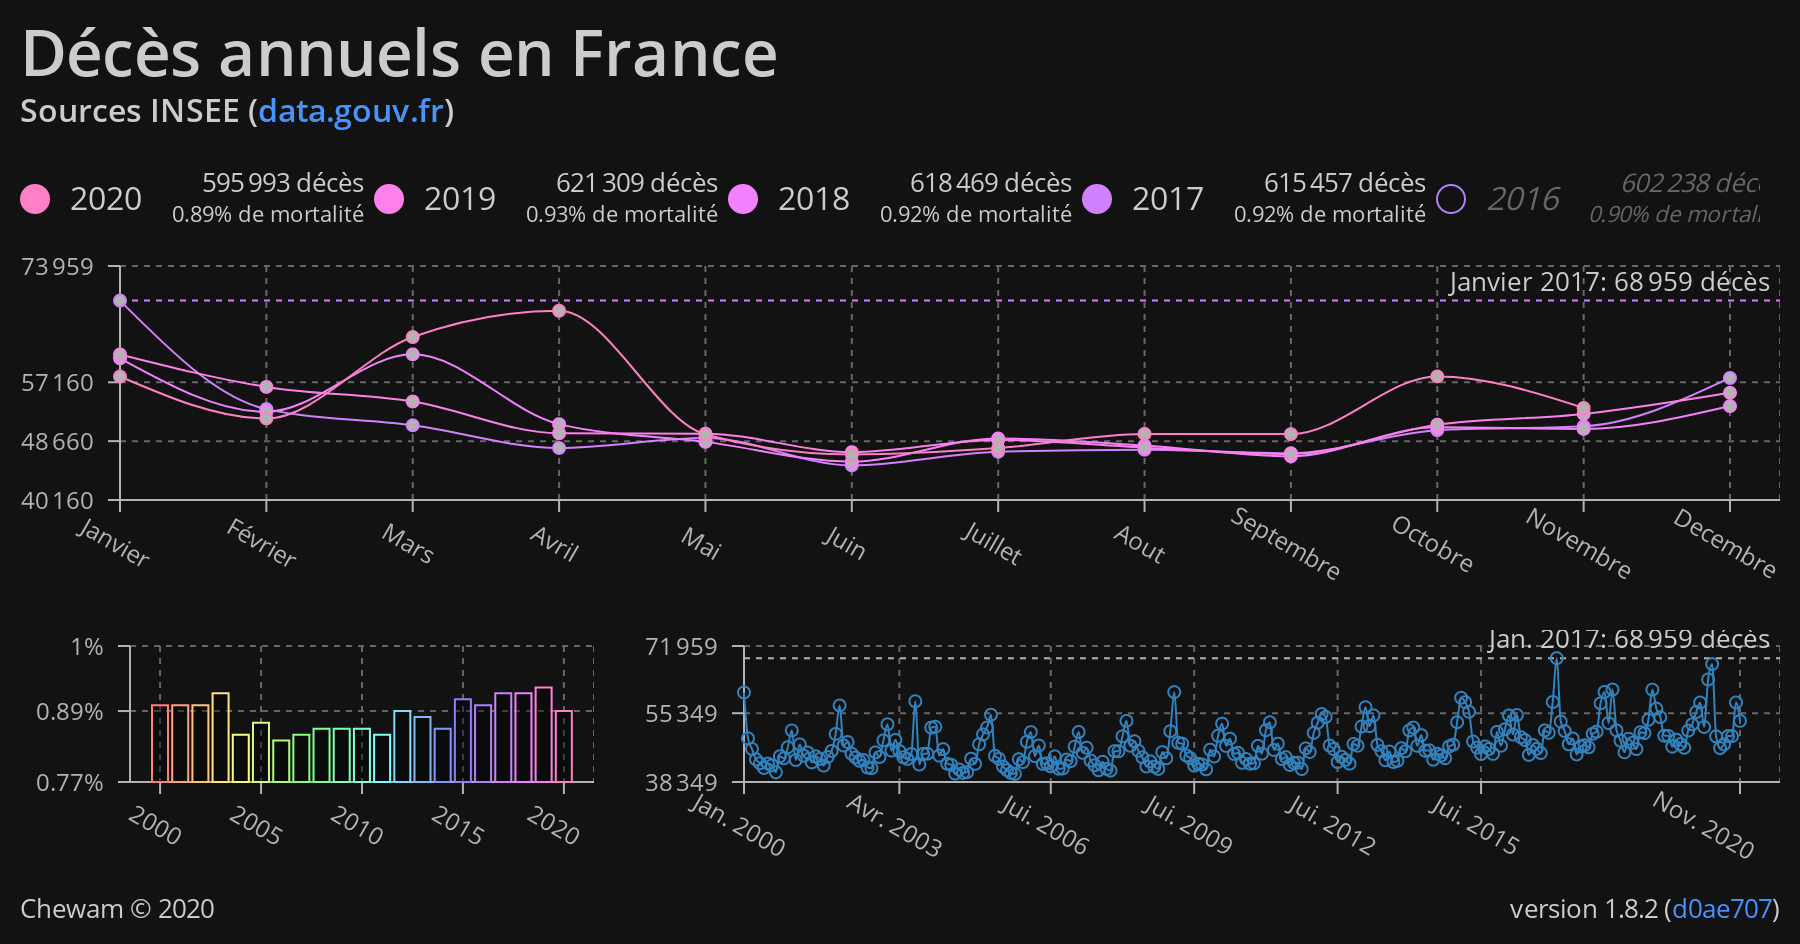 Décès annuels en France
Sources INSEE (data.gouv.fr)
2020 595 993 décès 0.89% de mortalité
2019 621 309 décès 0.93% de mortalité
2018 618 469 décès 0.92% de mortalité
2017 615 457 décès 0.92% de mortalité
2016 602 238 déc 0.90% de mortal
73 959
Janvier 2017: 68 959 décès
57 160
48 660
40 160
Janvier Février Mars Avril Mai Juin Juillet Aout Septembre Octobre Novembre Decembre
1%
0.89%
0.77%
2000 2005 2010 2015 2020
71 959
Jan. 2017: 68 959 décès
55 349
38 349
Jan. 2000 Avr. 2003 Jui. 2006 Jui. 2009 Jui. 2012 Jui. 2015 Nov. 2020
Chewam © 2020
version 1.8.2 (d0ae707)